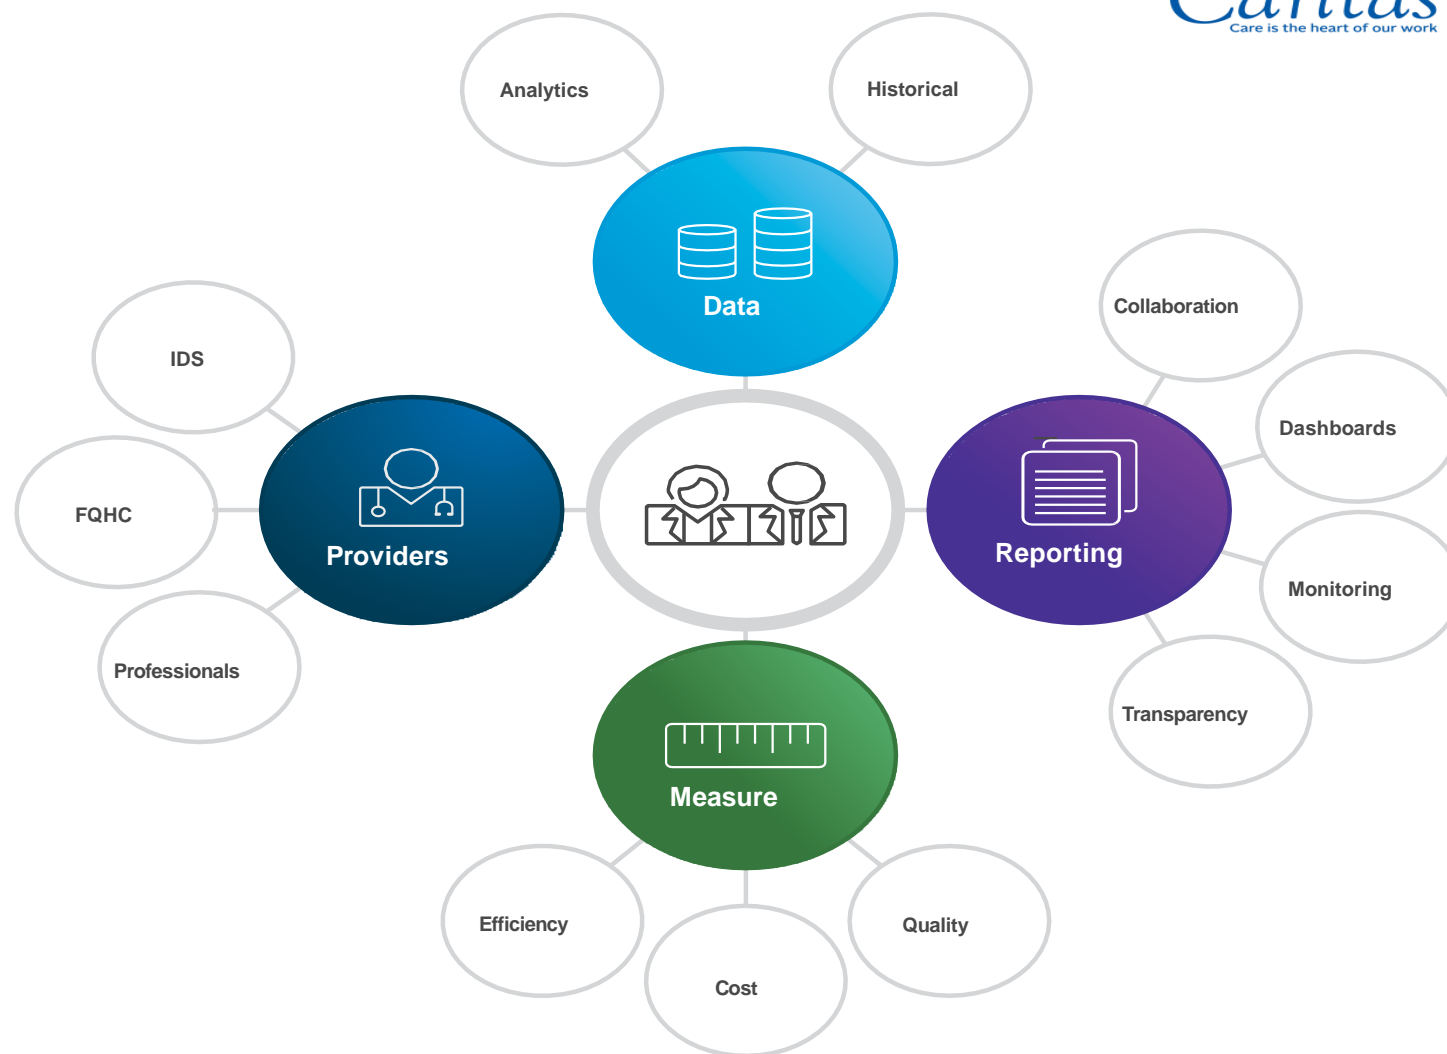 Caritas
Care is the heart of our work
Analytics
Historical
Data
Collaboration
IDS
Dashboards
FQHC
Providers
Reporting
Monitoring
Professionals
Transparency
Measure
Efficiency
Quality
Cost